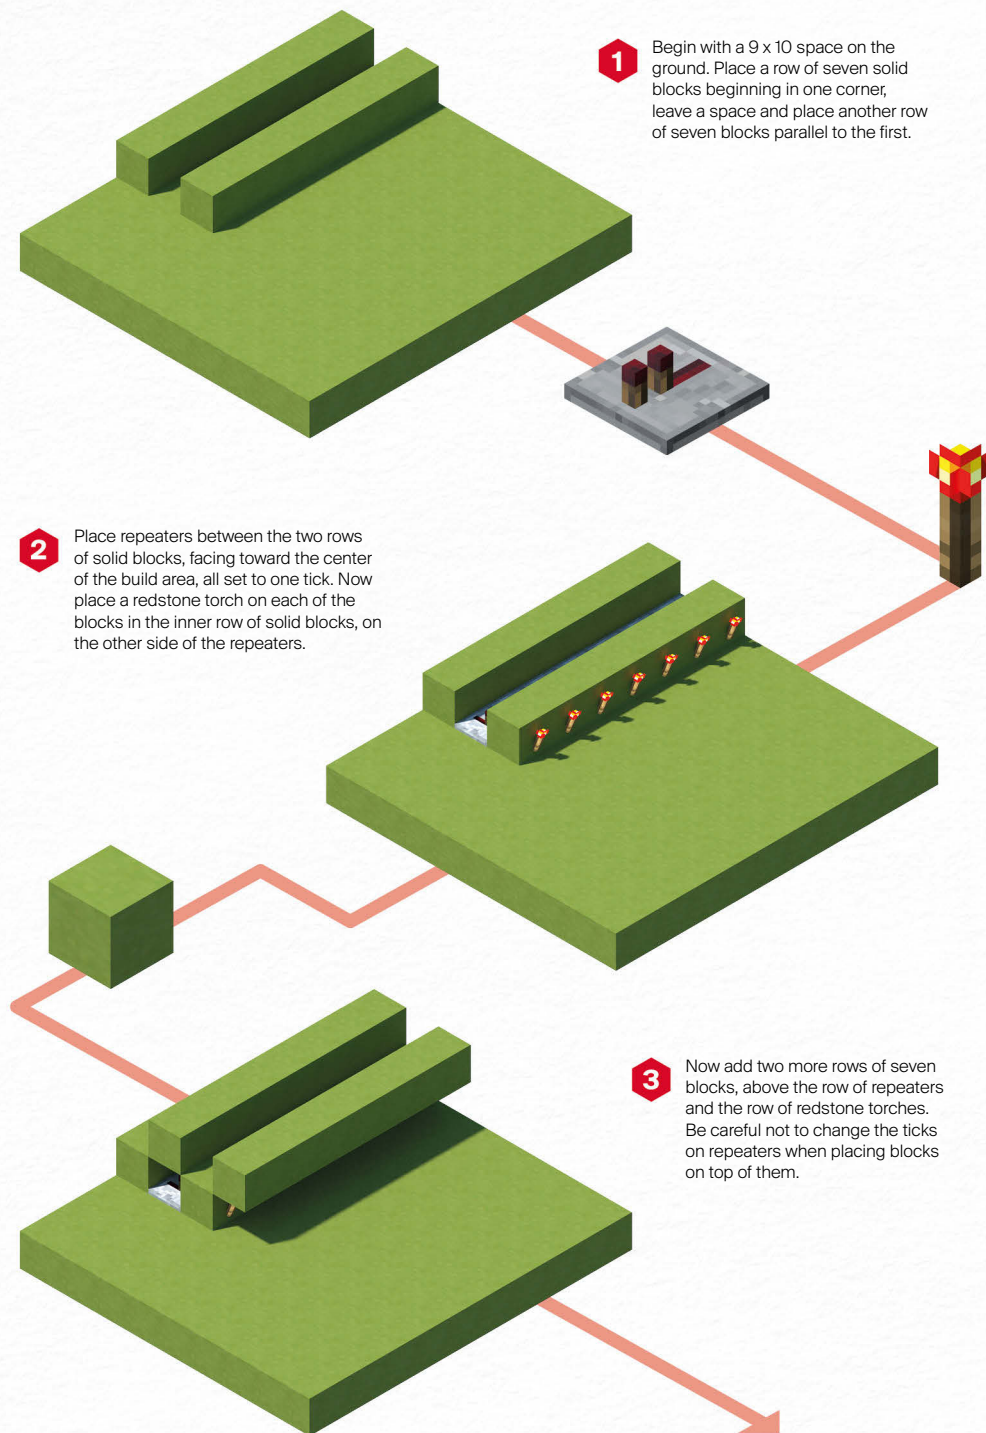 1
Begin with a 9 x 10 space on the
ground. Place a row of seven solid
blocks beginning in one corner,
leave a space and place another row
of seven blocks parallel to the first.
2
Place repeaters between the two rows
of solid blocks, facing toward the center
of the build area, all set to one tick. Now
place a redstone torch on each of the
blocks in the inner row of solid blocks, on
the other side of the repeaters.
3
Now add two more rows of seven
blocks, above the row of repeaters
and the row of redstone torches.
Be careful not to change the ticks
on repeaters when placing blocks
on top of them.